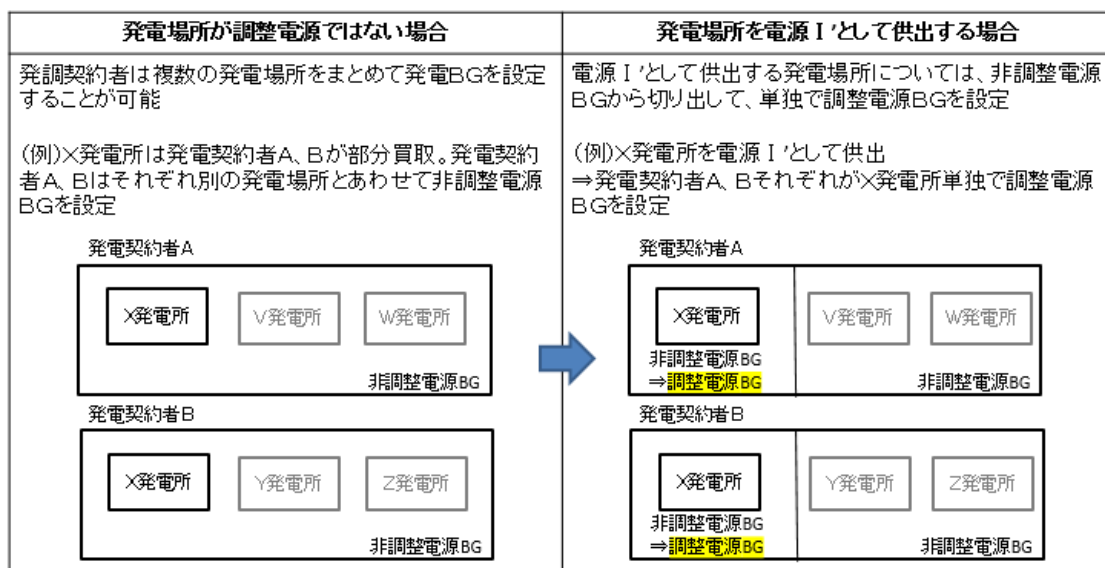 発電場所が調整電源ではない場合
発調契約者は複数の発電場所をまとめて発電BGを設定
することが可能
(例)X発電所は発電契約者A、Bが部分買取。発電契約
者A、Bはそれぞれ別の発電場所とあわせて非調整電源
BGを設定
発電契約者A
X発電所
V発電所
W発電所
非調整電源BG
発電契約者B
X発電所
Y発電所
Z発電所
非調整電源BG
発電場所を電源Ⅰ’として供出する場合
電源Ⅰ’として供出する発電場所については、非調整電源
BGから切り出して、単独で調整電源BGを設定
(例)X発電所を電源Ⅰ’として供出
⇒発電契約者A、BそれぞれがX発電所単独で調整電源
BGを設定
発電契約者A
X発電所
非調整電源BG
⇒調整電源BG
V発電所
W発電所
非調整電源BG
発電契約者B
X発電所
非調整電源BG
⇒調整電源BG
Y発電所
Z発電所
非調整電源BG